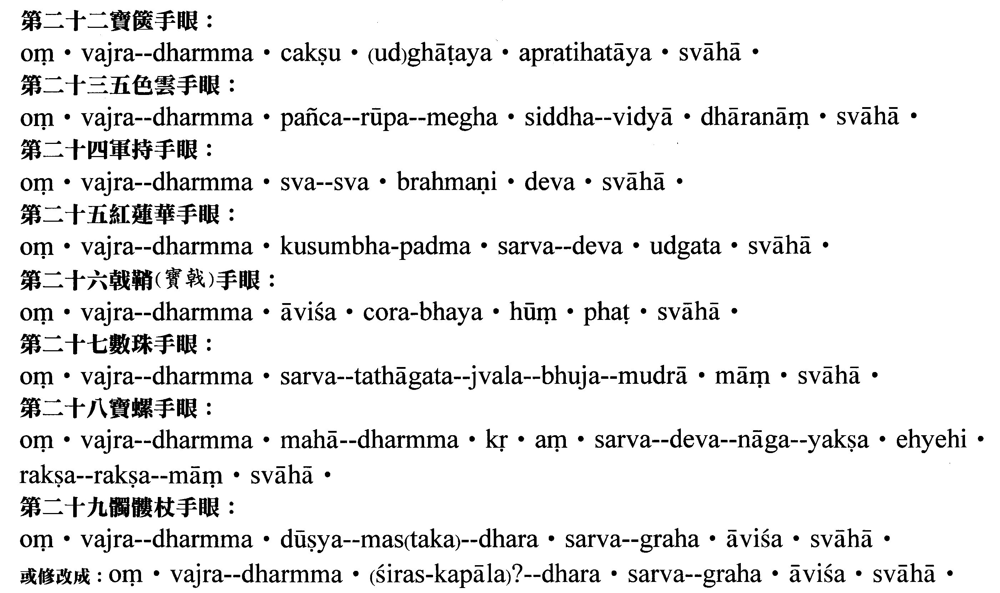 第二十二寶篋手眼：
oṃ • vajra--dharmma • cakṣu • (ud)ghāṭaya • apratihatāya • svāhā •
第二十三五色雲手眼：
oṃ • vajra--dharmma • pañca--rūpa--megha • siddha--vidyā • dhāranāṃ • svāhā •
第二十四軍持手眼：
oṃ • vajra--dharmma • sva--sva • brahmaṇi • deva • svāhā •
第二十五紅蓮華手眼：
oṃ • vajra--dharmma • kusumbha-padma • sarva--deva • udgata • svāhā •
第二十六戟鞘(寶戟)手眼：
oṃ • vajra--dharmma • āviśa • cora-bhaya • hūṃ • phaṭ • svāhā •
第二十七數珠手眼：
oṃ • vajra--dharmma • sarva--tathāgata--jvala--bhuja--mudrā • māṃ • svāhā •
第二十八寶螺手眼：
oṃ • vajra--dharmma • mahā--dharmma • kṛ • aṃ • sarva--deva--nāga--yakṣa • ehyehi •
rakṣa--rakṣa--māṃ • svāhā •
第二十九髑髏杖手眼：
oṃ • vajra--dharmma • dūṣya--mas(taka)--dhara • sarva--graha • āviśa • svāhā •
或修改成：oṃ • vajra--dharmma • (śiras-kapāla)?--dhara • sarva--graha • āviśa • svāhā •